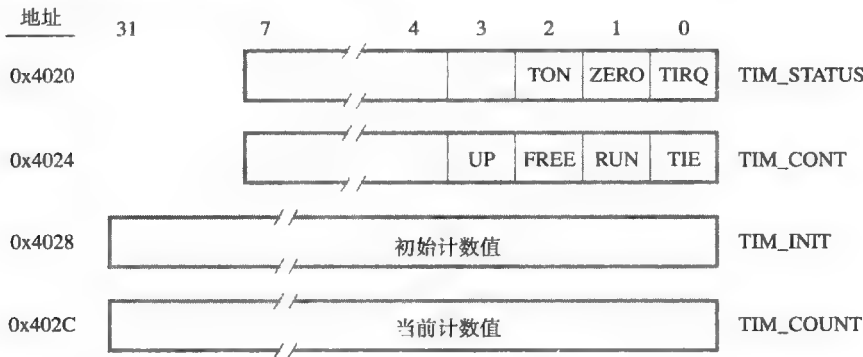 地址 31 7 4 3 2 1 0
0x4020 TON ZERO TIRQ TIM_STATUS
0x4024 UP FREE RUN TIE TIM_CONT
0x4028 初始计数值 TIM_INIT
0x402C 当前计数值 TIM_COUNT